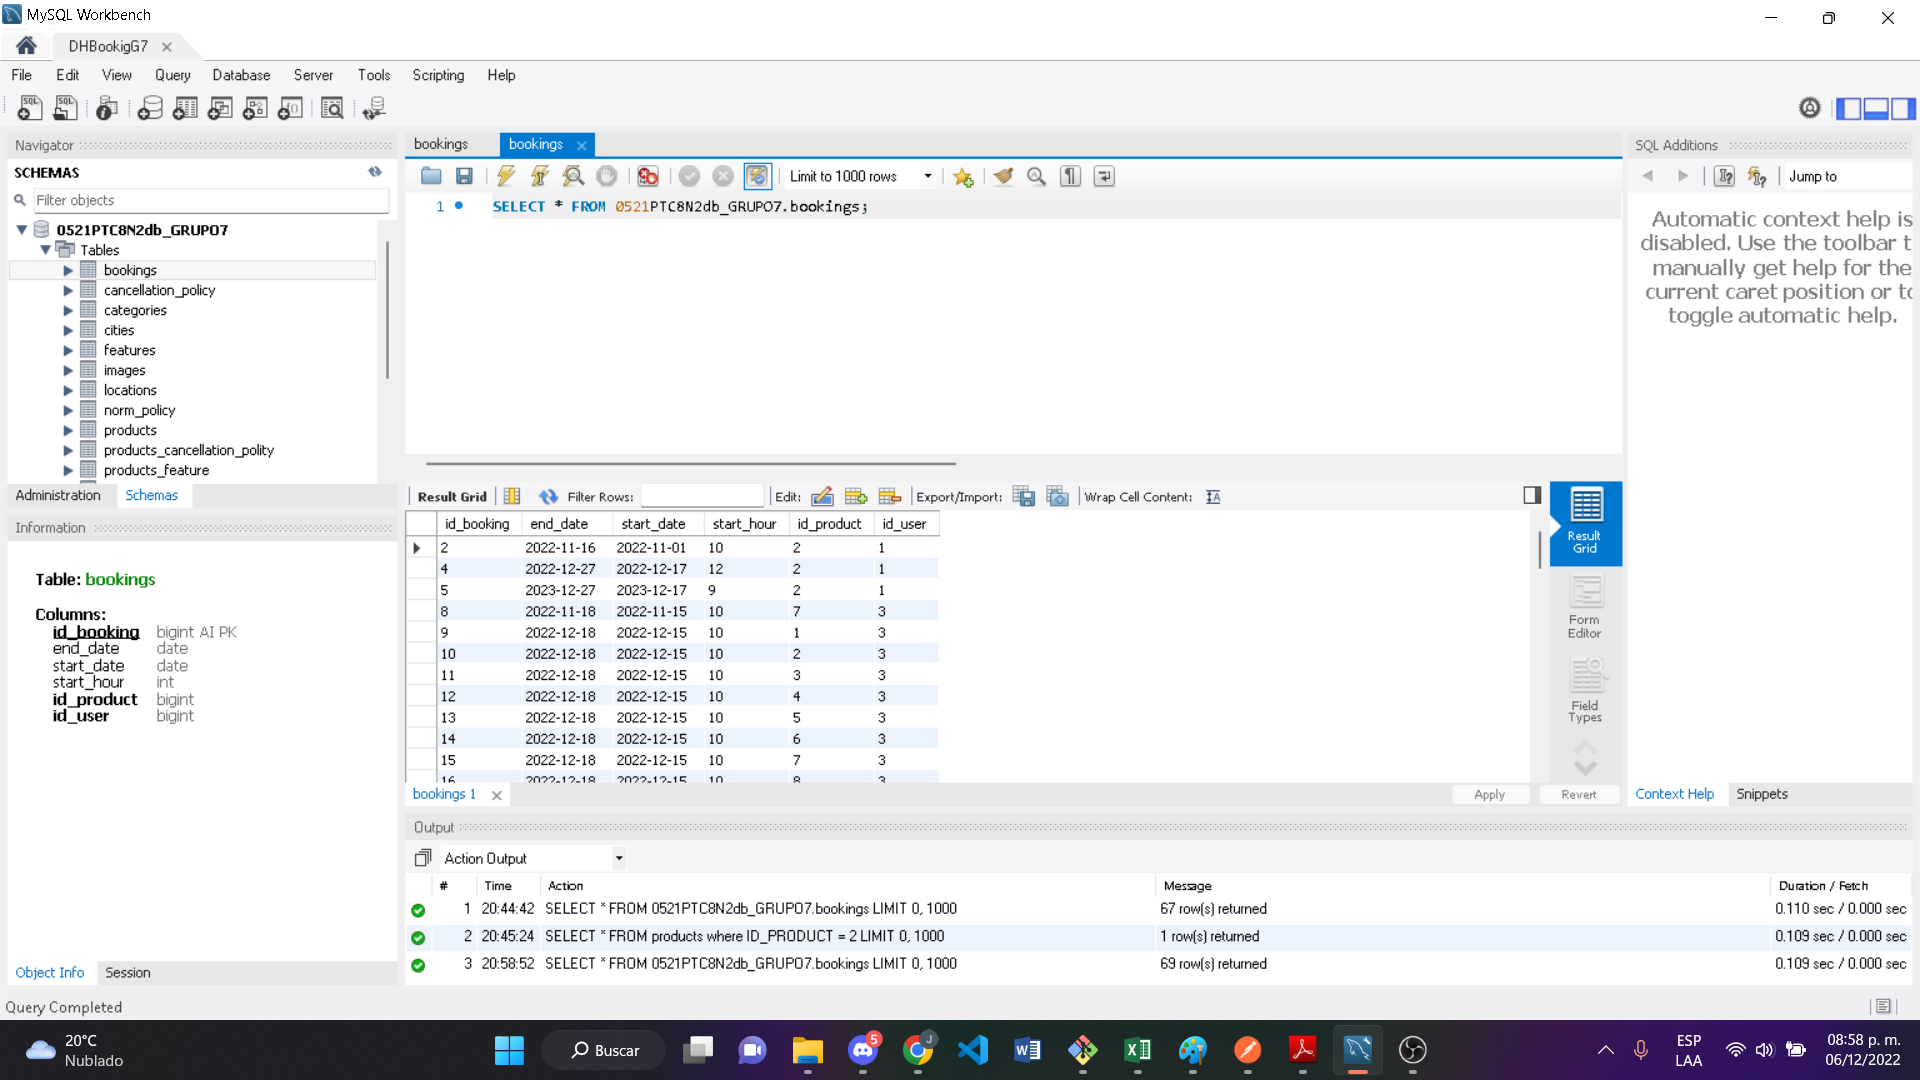 MySQL Workbench
DHBookigG7
File Edit View Query Database Server Tools Scripting Help
Navigator
SCHEMAS
Filter objects
0521PTC8N2db_GRUPO7
Tables
bookings
cancellation_policy
categories
cities
features
images
locations
norm_policy
products
products_cancellation_polity
products_feature
Administration Schemas
Information
Table: bookings
Columns:
id_booking bigint AI PK
end_date date
start_date date
start_hour int
id_product bigint
id_user bigint
Object Info Session
bookings bookings
Limit to 1000 rows
1 SELECT * FROM 0521PTC8N2db_GRUPO7.bookings;
Result Grid Filter Rows: Edit: Export/Import: Wrap Cell Content:
id_booking end_date start_date start_hour id_product id_user
2 2022-11-16 2022-11-01 10 2 1
4 2022-12-27 2022-12-17 12 2 1
5 2023-12-27 2023-12-17 9 2 1
8 2022-11-18 2022-11-15 10 7 3
9 2022-12-18 2022-12-15 10 1 3
10 2022-12-18 2022-12-15 10 2 3
11 2022-12-18 2022-12-15 10 3 3
12 2022-12-18 2022-12-15 10 4 3
13 2022-12-18 2022-12-15 10 5 3
14 2022-12-18 2022-12-15 10 6 3
15 2022-12-18 2022-12-15 10 7 3
16 2022-12-18 2022-12-15 10 8 3
Result
Grid
Form
Editor
Field
Types
bookings 1 Apply Revert
SQL Additions
Jump to
Automatic context help is
disabled. Use the toolbar t
manually get help for the
current caret position or to
toggle automatic help.
Context Help Snippets
Output
Action Output
# Time Action Message Duration / Fetch
1 20:44:42 SELECT * FROM 0521PTC8N2db_GRUPO7.bookings LIMIT 0, 1000 67 row(s) returned 0.110 sec / 0.000 sec
2 20:45:24 SELECT * FROM products where ID_PRODUCT = 2 LIMIT 0, 1000 1 row(s) returned 0.109 sec / 0.000 sec
3 20:58:52 SELECT * FROM 0521PTC8N2db_GRUPO7.bookings LIMIT 0, 1000 69 row(s) returned 0.109 sec / 0.000 sec
Query Completed
20°C
Nublado
Buscar
5
J
ESP
LAA
08:58 p. m.
06/12/2022